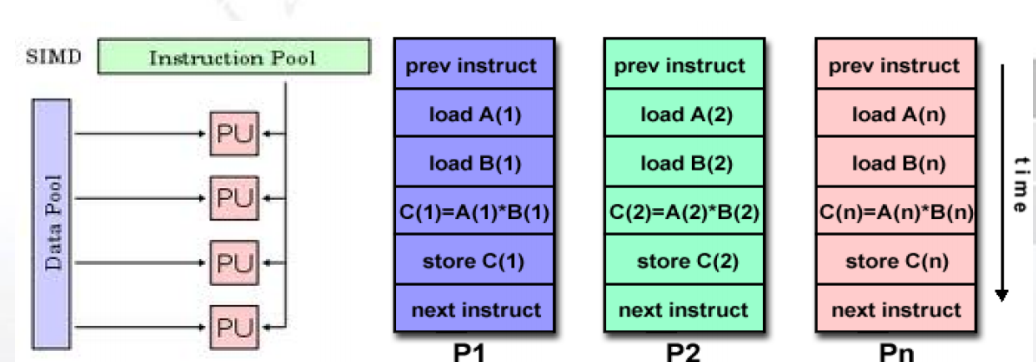 SIMD
Instruction Pool
Data Pool
PU
PU
PU
PU
prev instruct
load A(1)
load B(1)
C(1)=A(1)*B(1)
store C(1)
next instruct
P1
prev instruct
load A(2)
load B(2)
C(2)=A(2)*B(2)
store C(2)
next instruct
P2
prev instruct
load A(n)
load B(n)
C(n)=A(n)*B(n)
store C(n)
next instruct
Pn
time